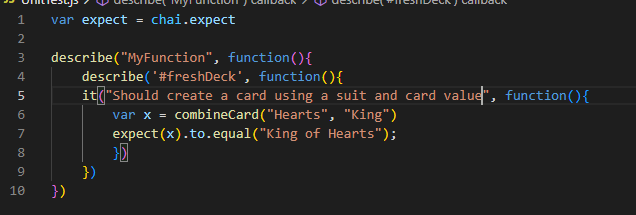 UnitTest.js > describe("MyFunction") callback > describe('#freshDeck') callback
1 var expect = chai.expect
2
3 describe("MyFunction", function(){
4 describe('#freshDeck', function(){
5 it("Should create a card using a suit and card value", function(){
6 var x = combineCard("Hearts", "King")
7 expect(x).to.equal("King of Hearts");
8 })
9 })
10 })